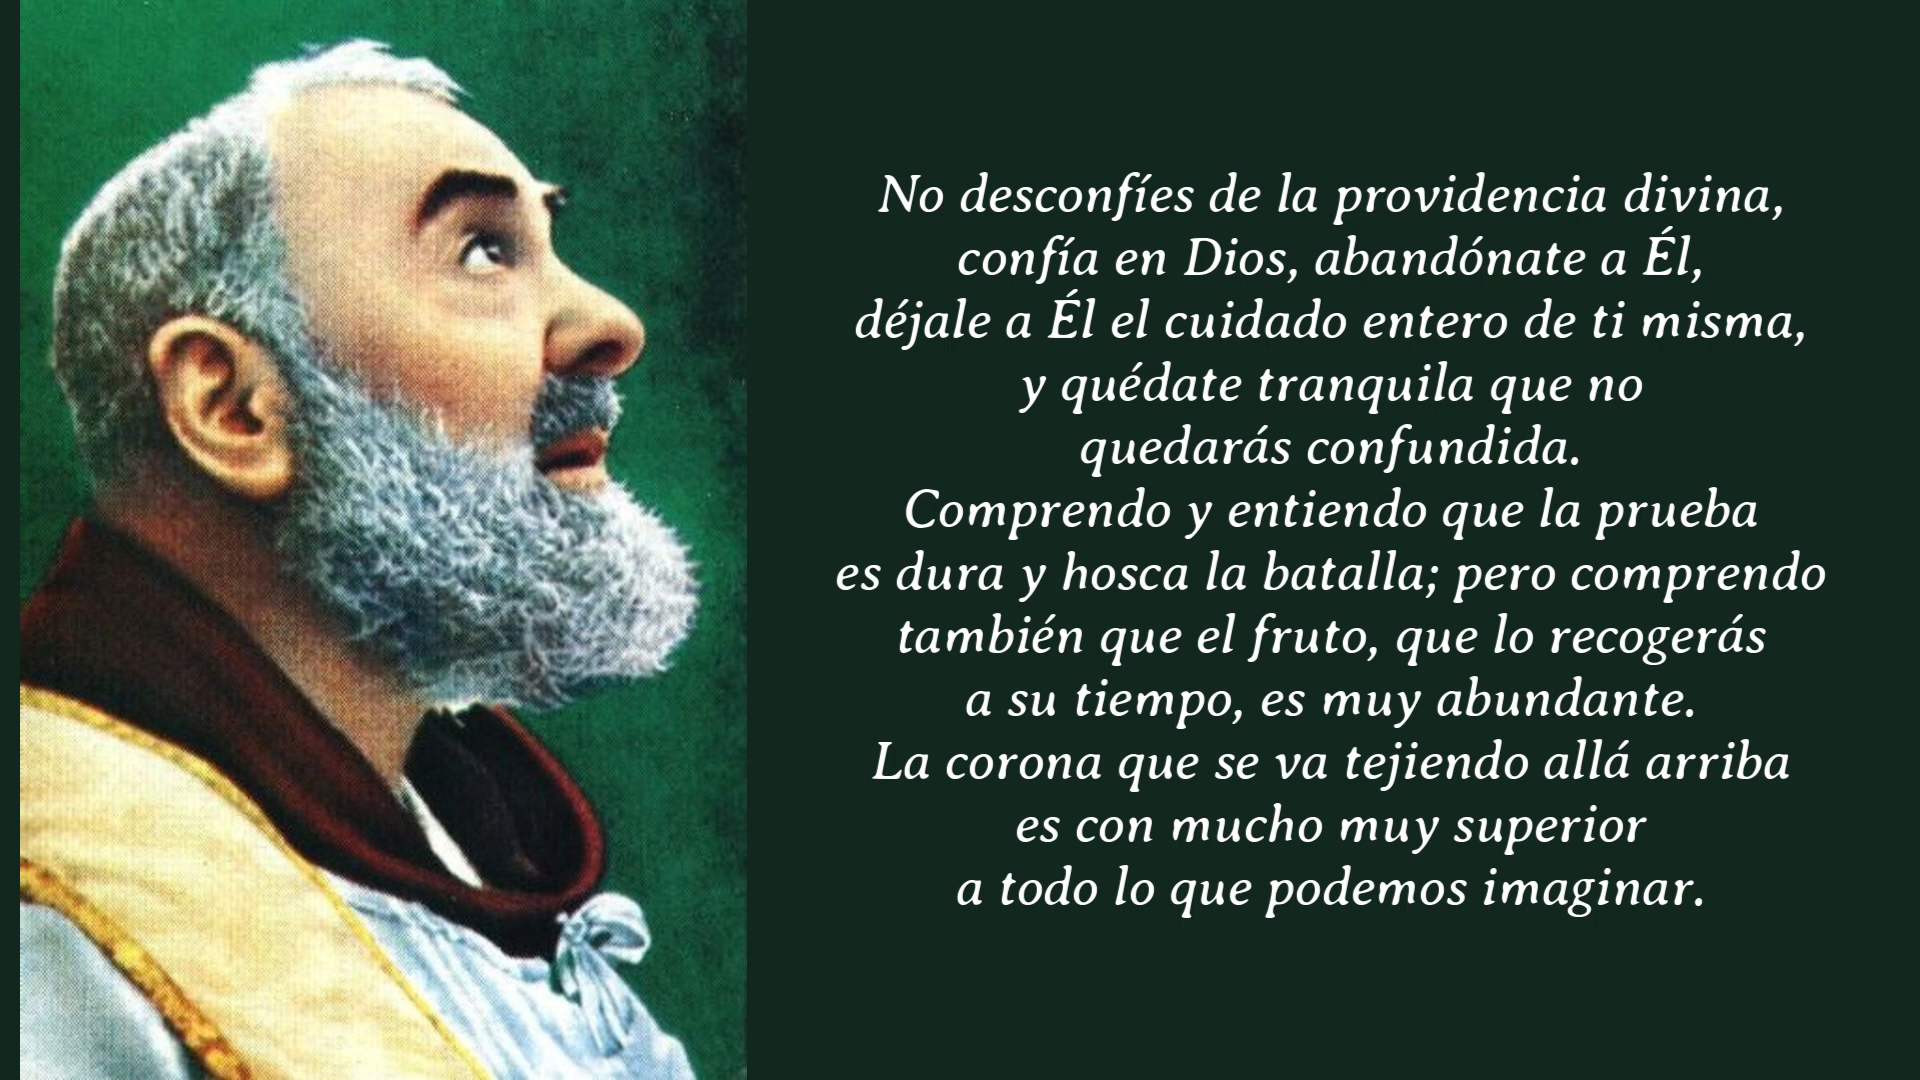 No desconfíes de la providencia divina,
confía en Dios, abandónate a Él,
déjale a Él el cuidado entero de ti misma,
y quédate tranquila que no
quedarás confundida.
Comprendo y entiendo que la prueba
es dura y hosca la batalla; pero comprendo
también que el fruto, que lo recogerás
a su tiempo, es muy abundante.
La corona que se va tejiendo allá arriba
es con mucho muy superior
a todo lo que podemos imaginar.